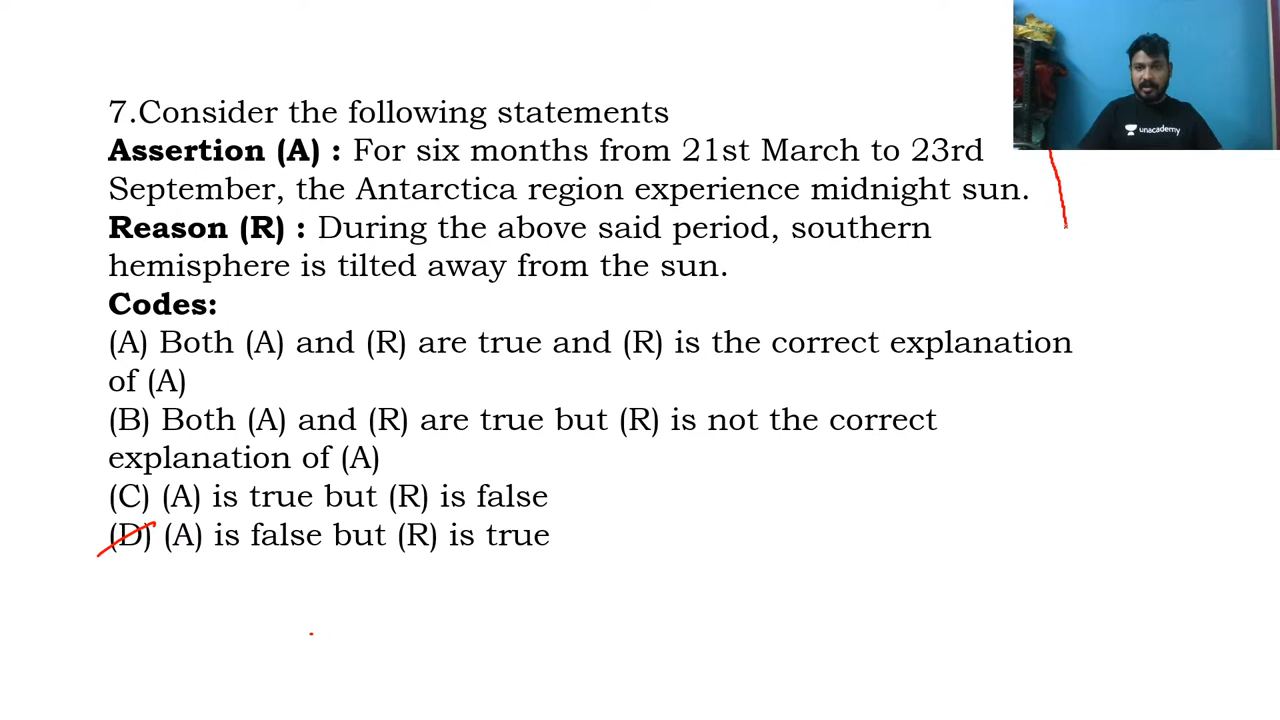 unacademy
7.Consider the following statements
Assertion (A) : For six months from 21st March to 23rd
September, the Antarctica region experience midnight sun.
Reason (R) : During the above said period, southern
hemisphere is tilted away from the sun.
Codes:
(A) Both (A) and (R) are true and (R) is the correct explanation
of (A)
(B) Both (A) and (R) are true but (R) is not the correct
explanation of (A)
(C) (A) is true but (R) is false
(D) (A) is false but (R) is true